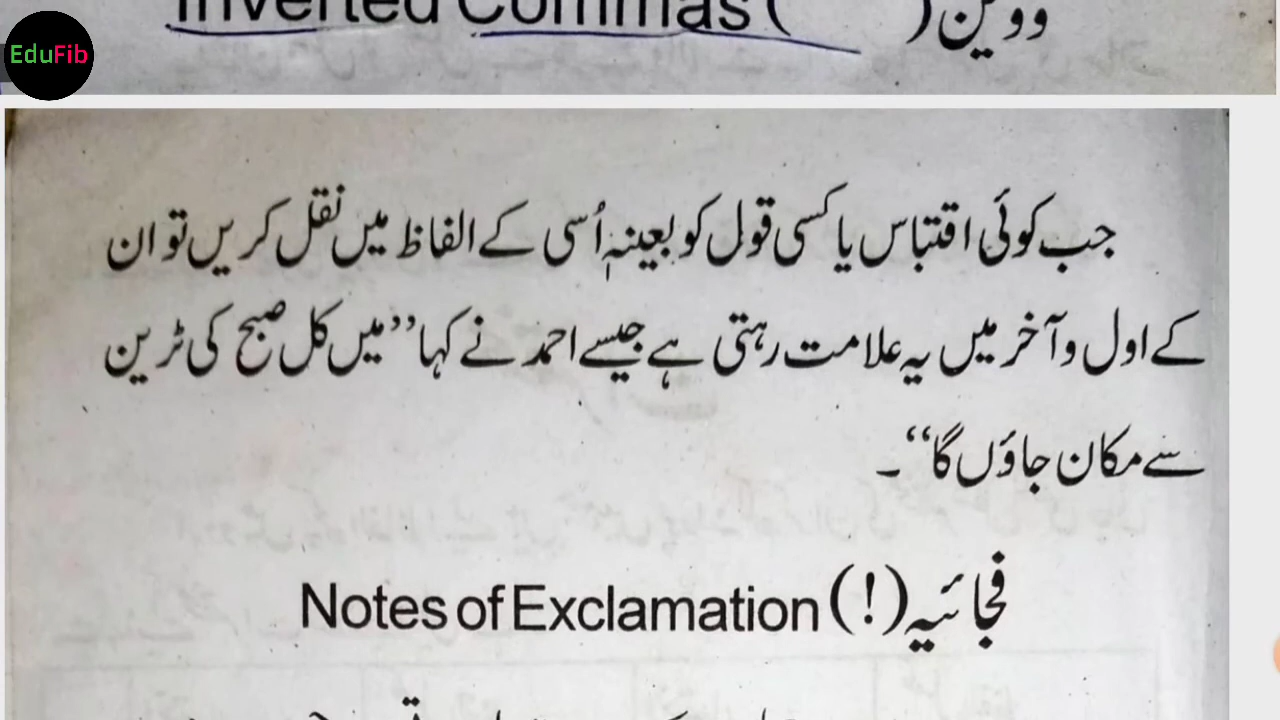 EduFib
Inverted Commas ( ) وو‌ین
جب کوئی اقتباس یا کسی قول کو بعینہٖ اُسی کے الفاظ میں نقل کریں تو ان
کے اول و آخر میں یہ علامت رہتی ہے جیسے احمد نے کہا ’’میں کل صبح کی ٹرین
سے مکان جاؤں گا‘‘۔
فجائیہ (!) Notes of Exclamation